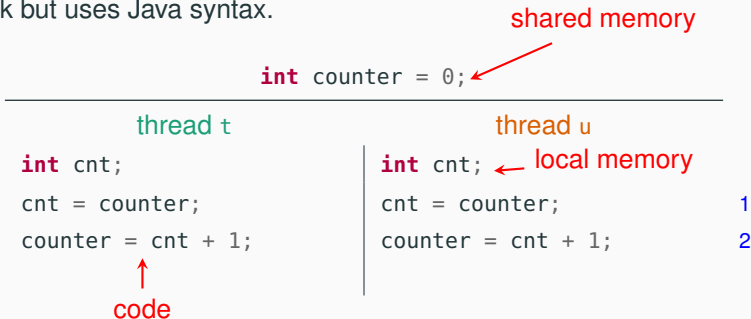 k but uses Java syntax.
shared memory
int counter = 0;
thread t thread u
int cnt; int cnt; local memory
cnt = counter; cnt = counter; 1
counter = cnt + 1; counter = cnt + 1; 2
code